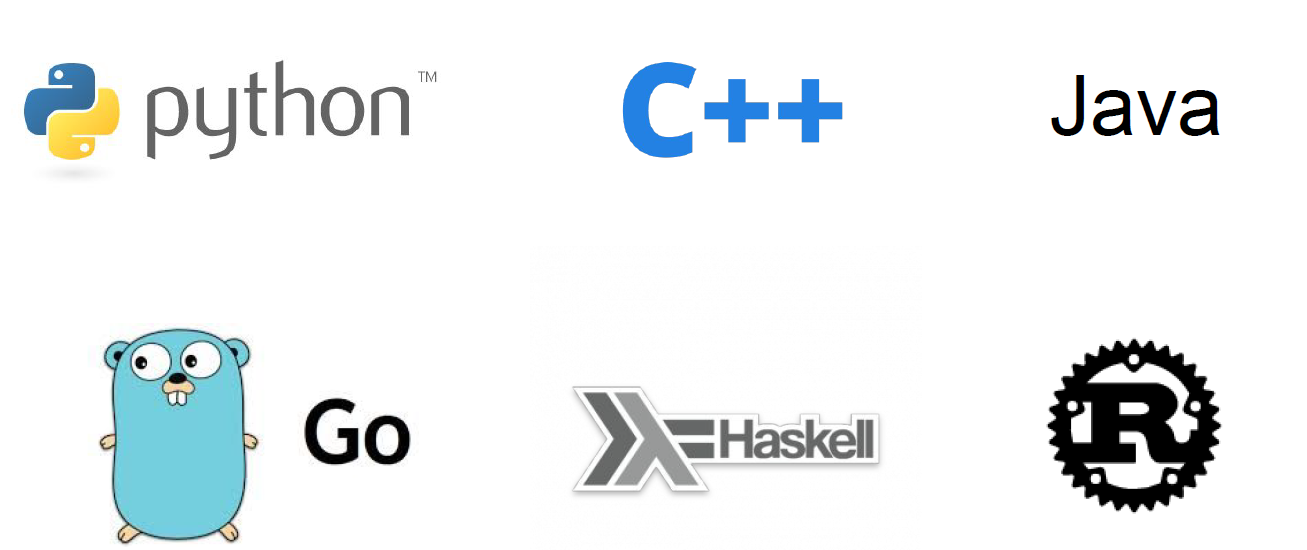 python™
C++
Java
Go
Haskell
R